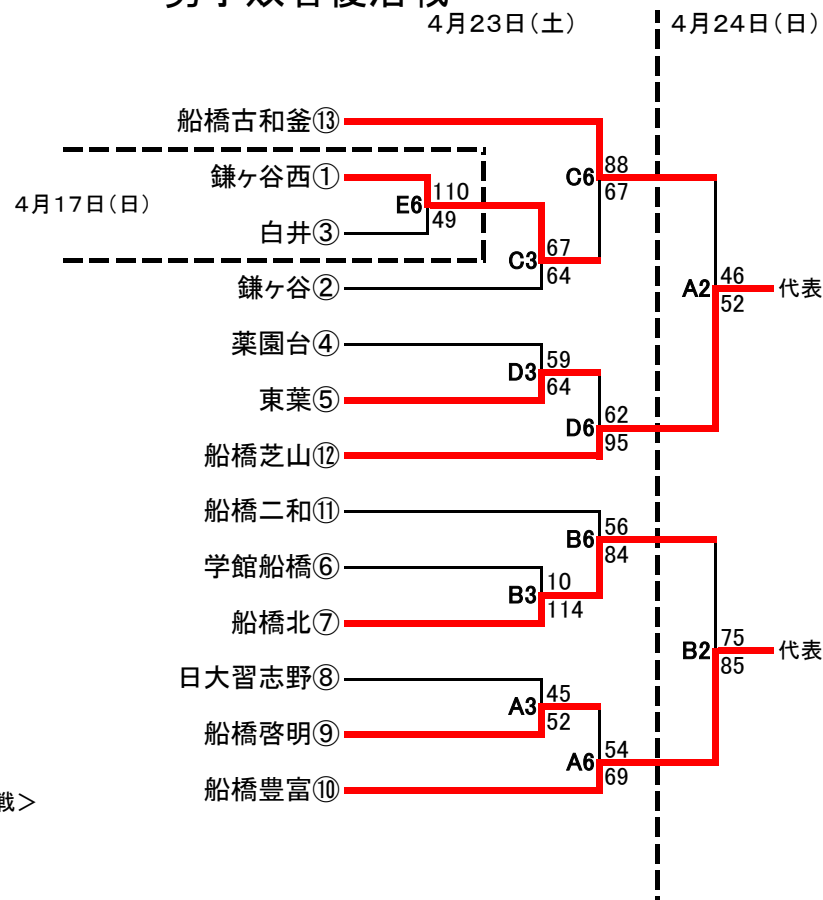 4月23日(土)
4月24日(日)
船橋古和釜⑬
88
C6
67
鎌ヶ谷西①
110
4月17日(日)
E6
49
白井③
67
C3
64
鎌ヶ谷②
46
A2
代表
52
薬園台④
59
D3
64
東葉⑤
62
D6
95
船橋芝山⑫
船橋二和⑪
56
B6
84
学館船橋⑥
10
B3
114
船橋北⑦
75
B2
代表
85
日大習志野⑧
45
A3
52
船橋啓明⑨
54
A6
69
船橋豊富⑩
戦>